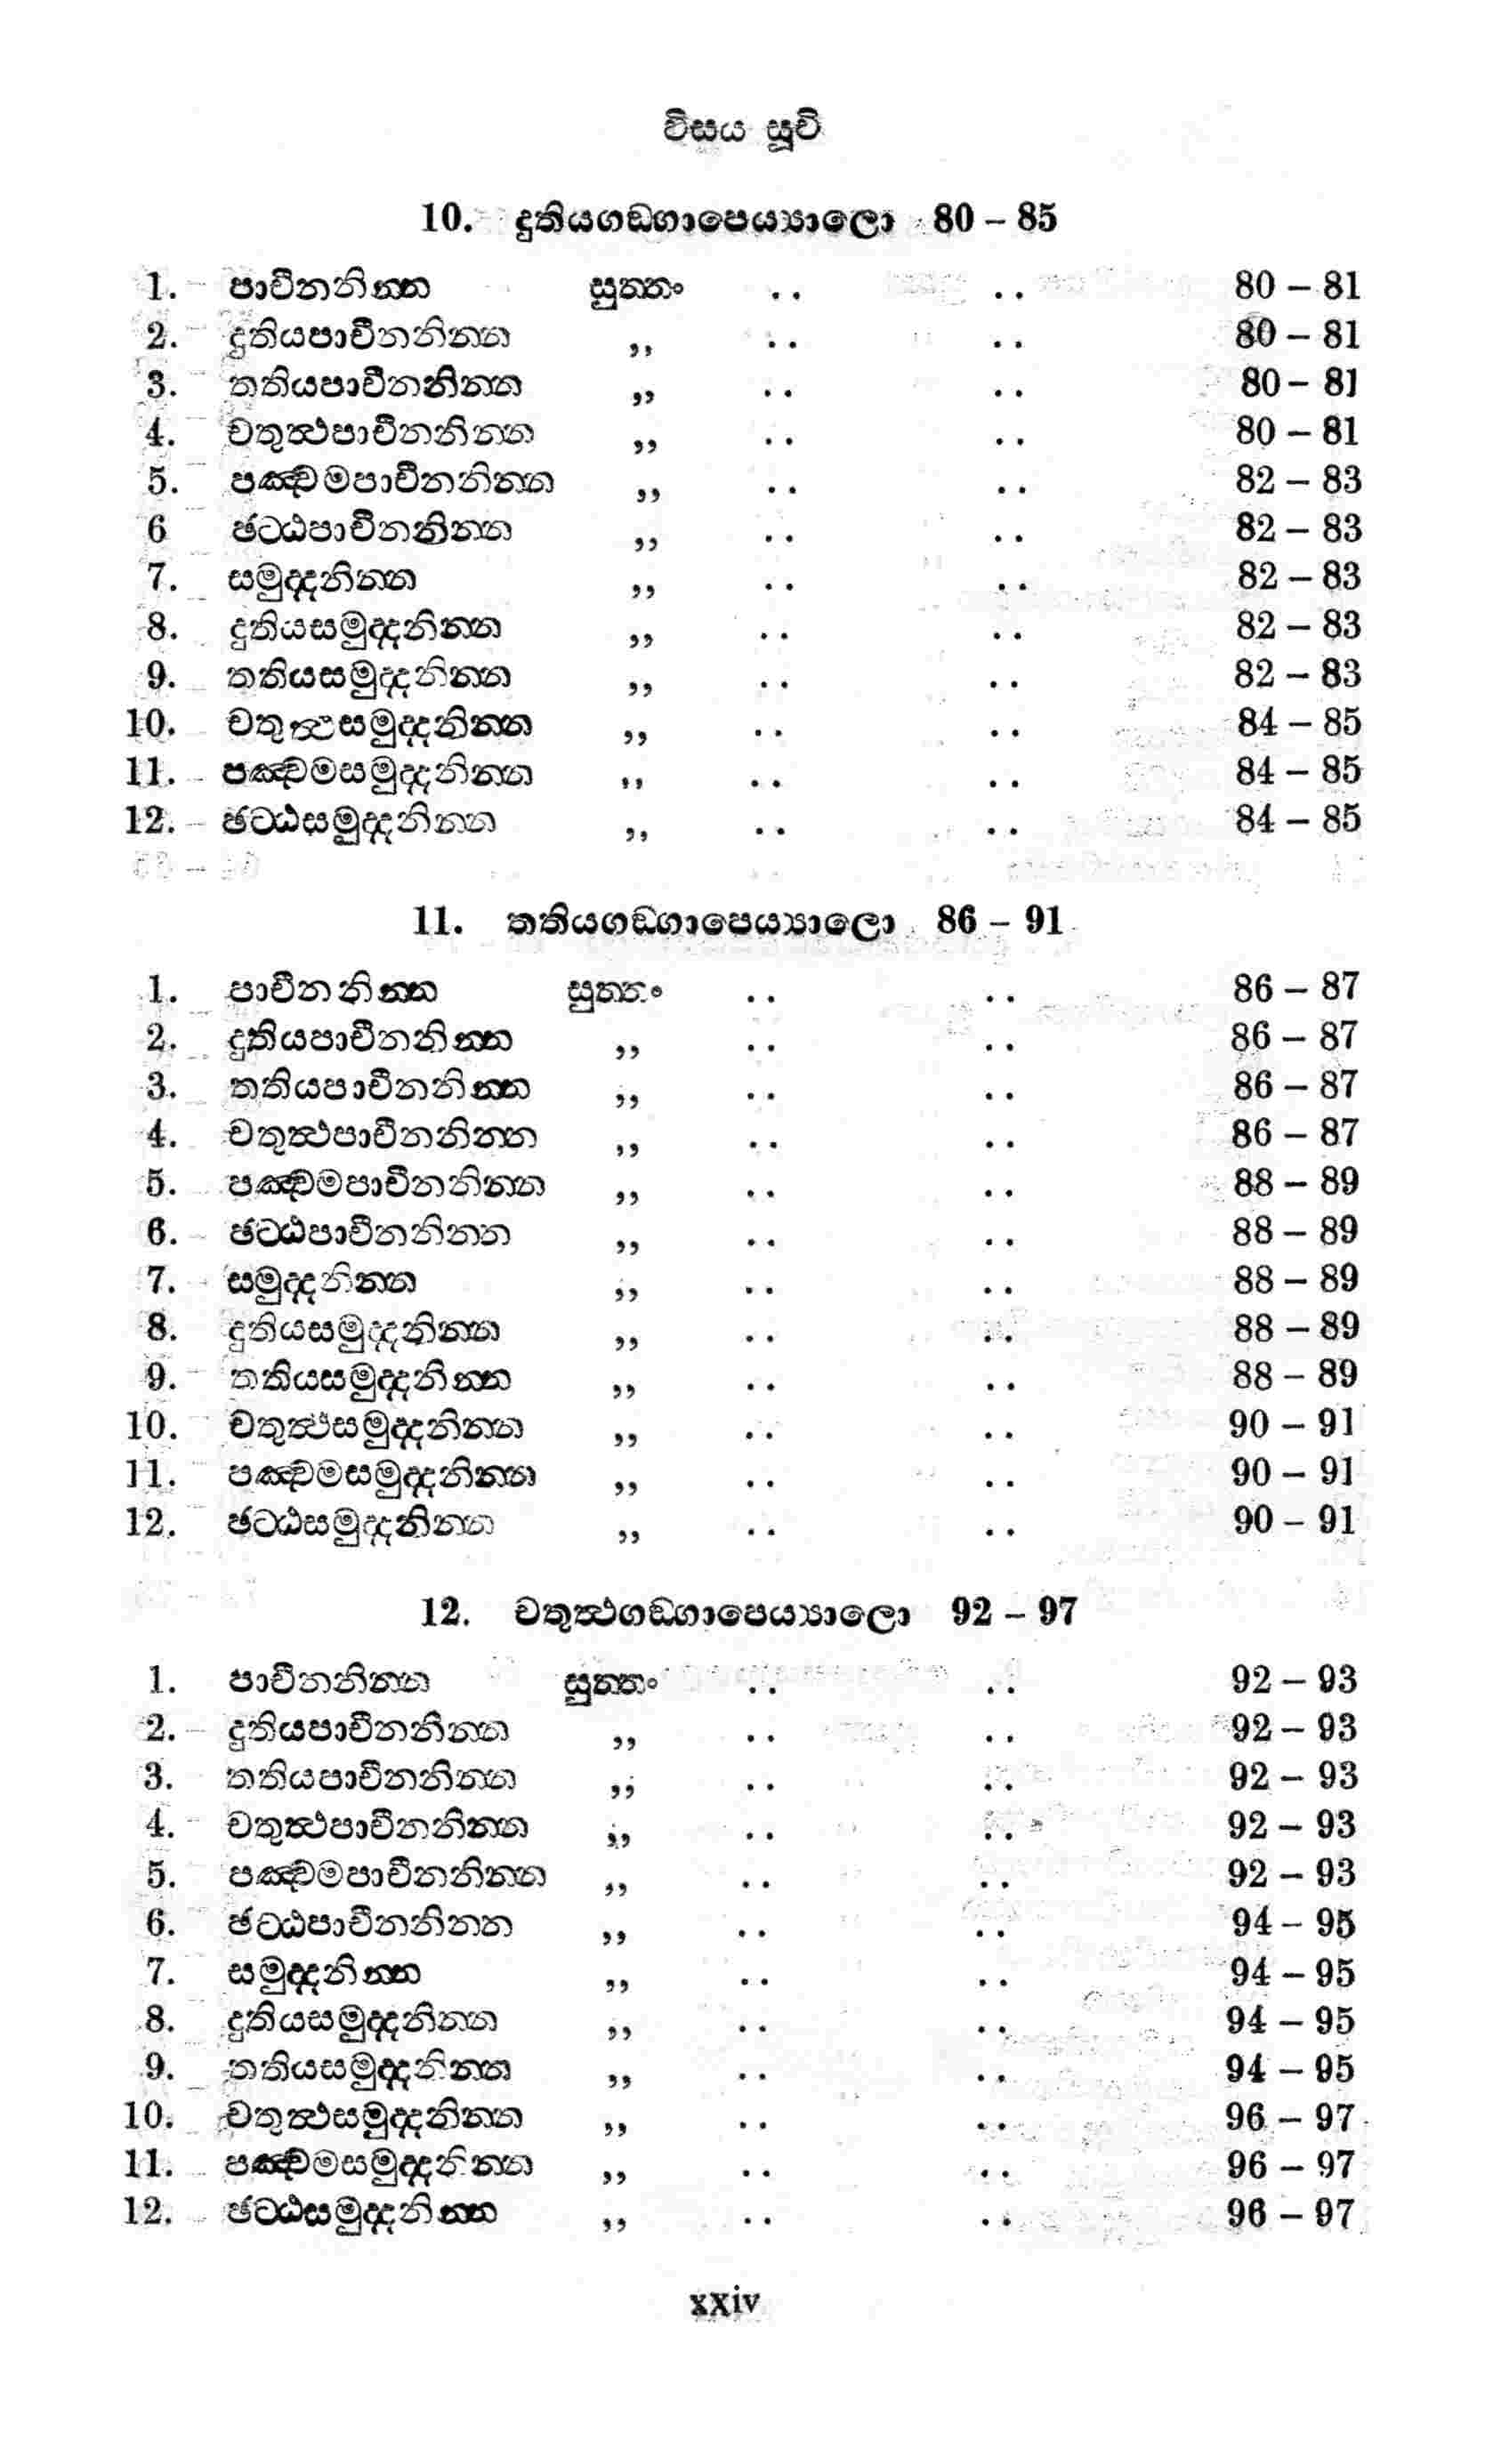 විසය සූචි
10. දුතියගඞ්ගාපෙය්‍යාලො 80 – 85
1. පාචීනනින්න සුත්තං .. .. 80 – 81
2. දුතියපාචීනනින්න ,, .. .. 80 – 81
3. තතියපාචීනනින්න ,, .. .. 80 – 81
4. චතුත්‍ථපාචීනනින්න ,, .. .. 80 – 81
5. පඤ්චමපාචීනනින්න ,, .. .. 82 – 83
6 ඡට්ඨපාචීනනින්න ,, .. .. 82 – 83
7. සමුද්දනින්න ,, .. .. 82 – 83
8. දුතියසමුද්දනින්න ,, .. .. 82 – 83
9. තතියසමුද්දනින්න ,, .. .. 82 – 83
10. චතුත්‍ථසමුද්දනින්න ,, .. .. 84 – 85
11. පඤ්චමසමුද්දනින්න ,, .. .. 84 – 85
12. ඡට්ඨසමුද්දනින්න ,, .. .. 84 – 85
11. තතියගඞ්ගාපෙය්‍යාලො 86 – 91
1. පාචීනනින්න සුත්තං .. .. 86 – 87
2. දුතියපාචීනනින්න ,, .. .. 86 – 87
3. තතියපාචීනනින්න ,, .. .. 86 – 87
4. චතුත්‍ථපාචීනනින්න ,, .. .. 86 – 87
5. පඤ්චමපාචීනනින්න ,, .. .. 88 – 89
6. ඡට්ඨපාචීනනින්න ,, .. .. 88 – 89
7. සමුද්දනින්න ,, .. .. 88 – 89
8. දුතියසමුද්දනින්න ,, .. .. 88 – 89
9. තතියසමුද්දනින්න ,, .. .. 88 – 89
10. චතුත්‍ථසමුද්දනින්න ,, .. .. 90 – 91
11. පඤ්චමසමුද්දනින්න ,, .. .. 90 – 91
12. ඡට්ඨසමුද්දනින්න ,, .. .. 90 – 91
12. චතුත්‍ථගඞ්ගාපෙය්‍යාලො 92 – 97
1. පාචීනනින්න සුත්තං .. .. 92 – 93
2. දුතියපාචීනනින්න ,, .. .. 92 – 93
3. තතියපාචීනනින්න ,, .. .. 92 – 93
4. චතුත්‍ථපාචීනනින්න ,, .. .. 92 – 93
5. පඤ්චමපාචීනනින්න ,, .. .. 92 – 93
6. ඡට්ඨපාචීනනින්න ,, .. .. 94 – 95
7. සමුද්දනින්න ,, .. .. 94 – 95
8. දුතියසමුද්දනින්න ,, .. .. 94 – 95
9. තතියසමුද්දනින්න ,, .. .. 94 – 95
10. චතුත්‍ථසමුද්දනින්න ,, .. .. 96 – 97
11. පඤ්චමසමුද්දනින්න ,, .. .. 96 – 97
12. ඡට්ඨසමුද්දනින්න ,, .. .. 96 – 97
xxiv